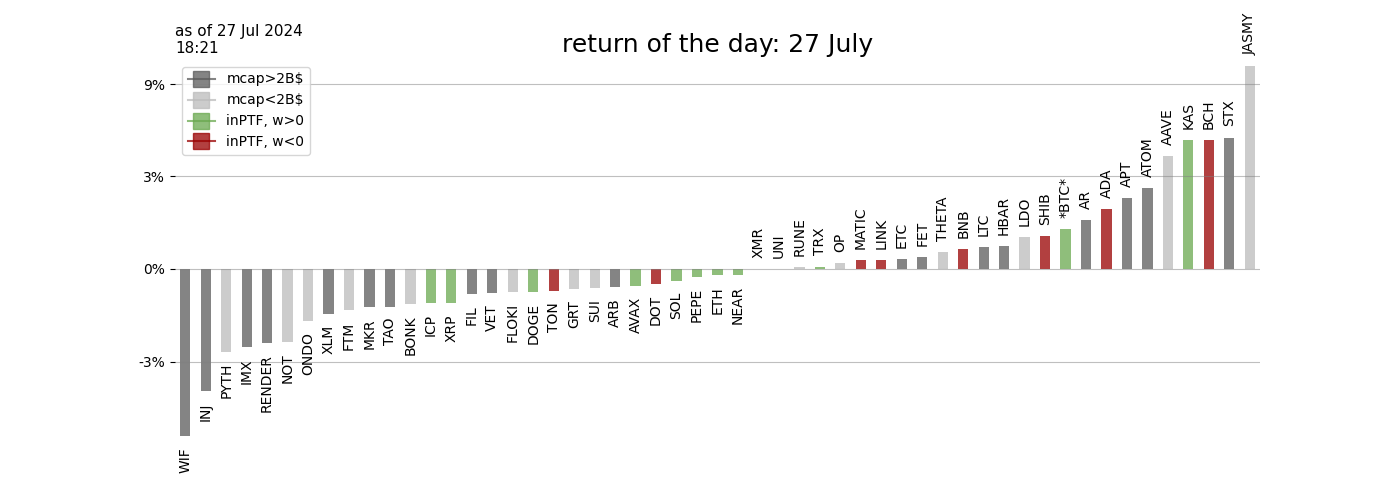 as of 27 Jul 2024
18:21
return of the day: 27 July
mcap>2B$
mcap<2B$
inPTF, w>0
inPTF, w<0
9%
3%
0%
-3%
WIF
INJ
PYTH
IMX
RENDER
NOT
ONDO
XLM
FTM
MKR
TAO
BONK
ICP
XRP
FIL
VET
FLOKI
DOGE
TON
GRT
SUI
ARB
AVAX
DOT
SOL
PEPE
ETH
NEAR
XMR
UNI
RUNE
TRX
OP
MATIC
LINK
ETC
FET
THETA
BNB
LTC
HBAR
LDO
SHIB
*BTC*
AR
ADA
APT
ATOM
AAVE
KAS
BCH
STX
JASMY